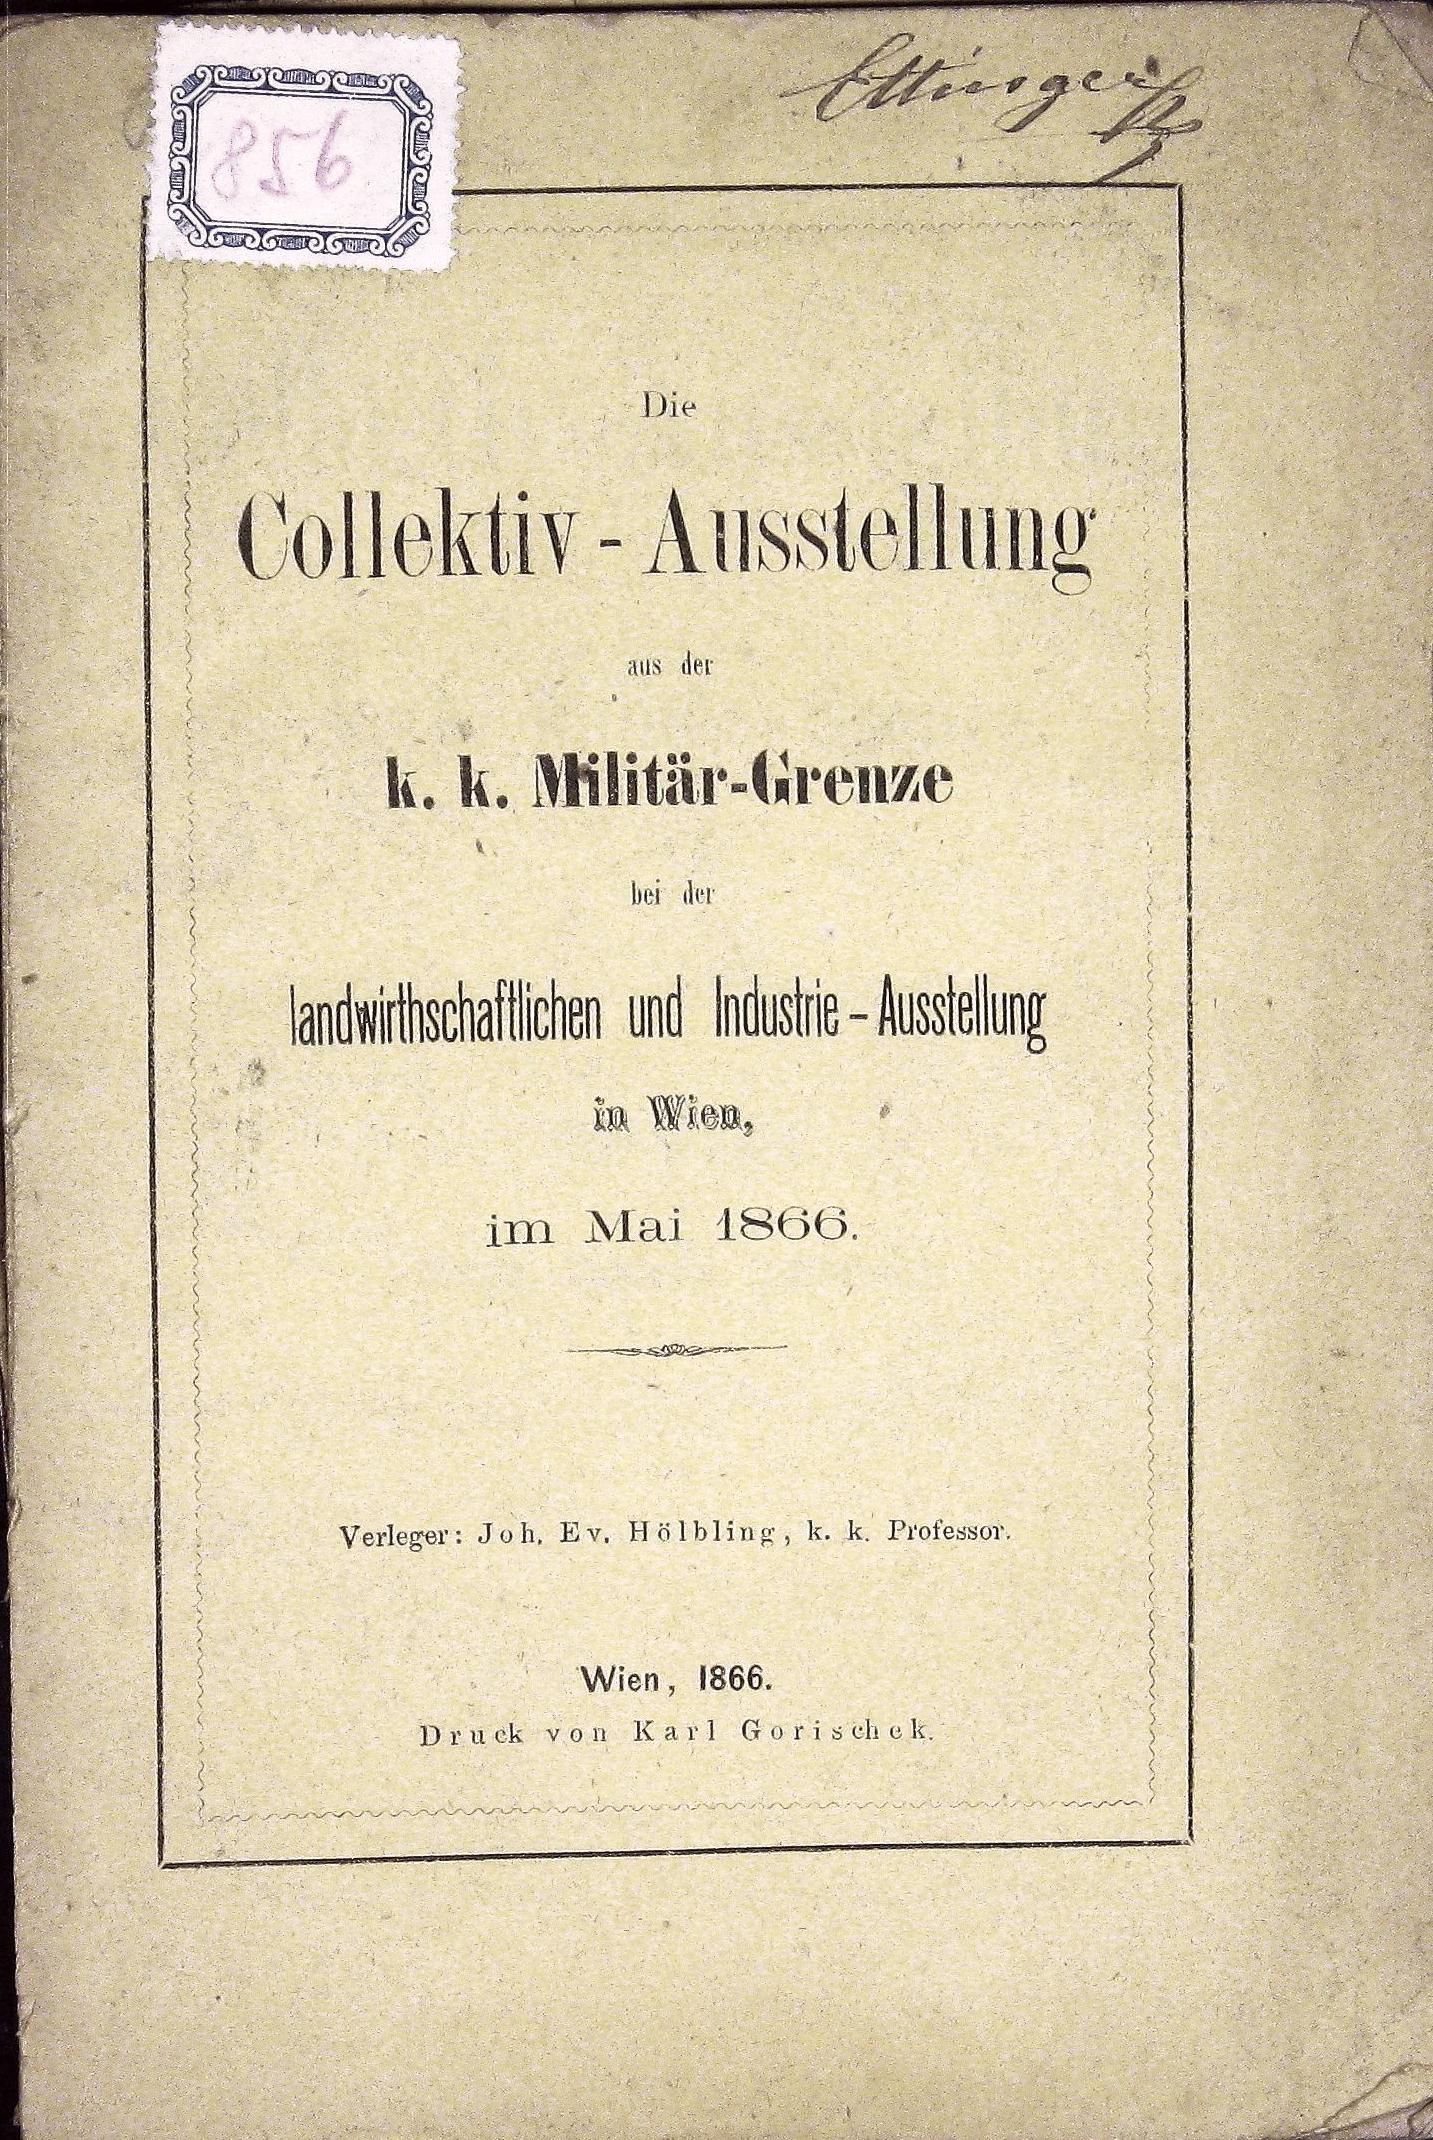 856
Ettinger
Die
Collektiv - Ausstellung
aus der
k. k. Militär-Grenze
bei der
landwirthschaftlichen und Industrie - Ausstellung
in Wien,
im Mai 1866.
Verleger: Joh. Ev. Hölbling, k. k. Professor.
Wien, 1866.
Druck von Karl Gorischek.